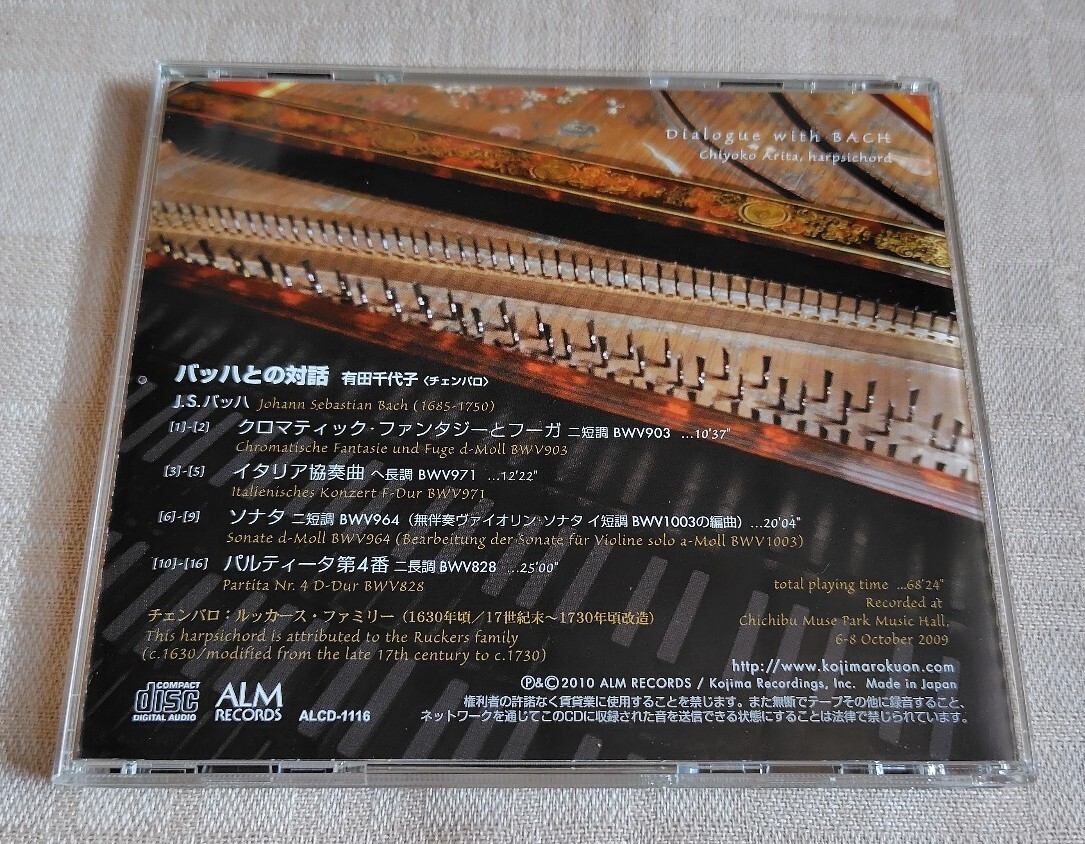 Dialogue with BACH
Chiyoko Arita, harpsichord
バッハとの対話 有田千代子〈チェンバロ〉
J.S.バッハ Johann Sebastian Bach (1685-1750)
[1]-[2] クロマティック・ファンタジーとフーガ ニ短調 BWV903 ...10'37"
Chromatische Fantasie und Fuge d-Moll BWV903
[3]-[5] イタリア協奏曲 ヘ長調 BWV971 ...12'22"
Italienisches Konzert F-Dur BWV971
[6]-[9] ソナタ ニ短調 BWV964（無伴奏ヴァイオリン・ソナタ イ短調 BWV1003の編曲）...20'04"
Sonate d-Moll BWV964 (Bearbeitung der Sonate für Violine solo a-Moll BWV1003)
[10]-[16] パルティータ第4番 ニ長調 BWV828 ...25'00"
Partita Nr. 4 D-Dur BWV828
total playing time ...68'24"
Recorded at
Chichibu Muse Park Music Hall,
6-8 October 2009
チェンバロ：ルッカース・ファミリー（1630年頃／17世紀末〜1730年頃改造）
This harpsichord is attributed to the Ruckers family
(c.1630/modified from the late 17th century to c.1730)
http://www.kojimarokuon.com
℗&©2010 ALM RECORDS / Kojima Recordings, Inc. Made in Japan
COMPACT
disc
DIGITAL AUDIO
ALM
RECORDS
ALCD-1116
権利者の許諾なく賃貸業に使用することを禁じます。また無断でテープその他に録音すること、
ネットワークを通じてこのCDに収録された音を送信できる状態にすることは法律で禁じられています。